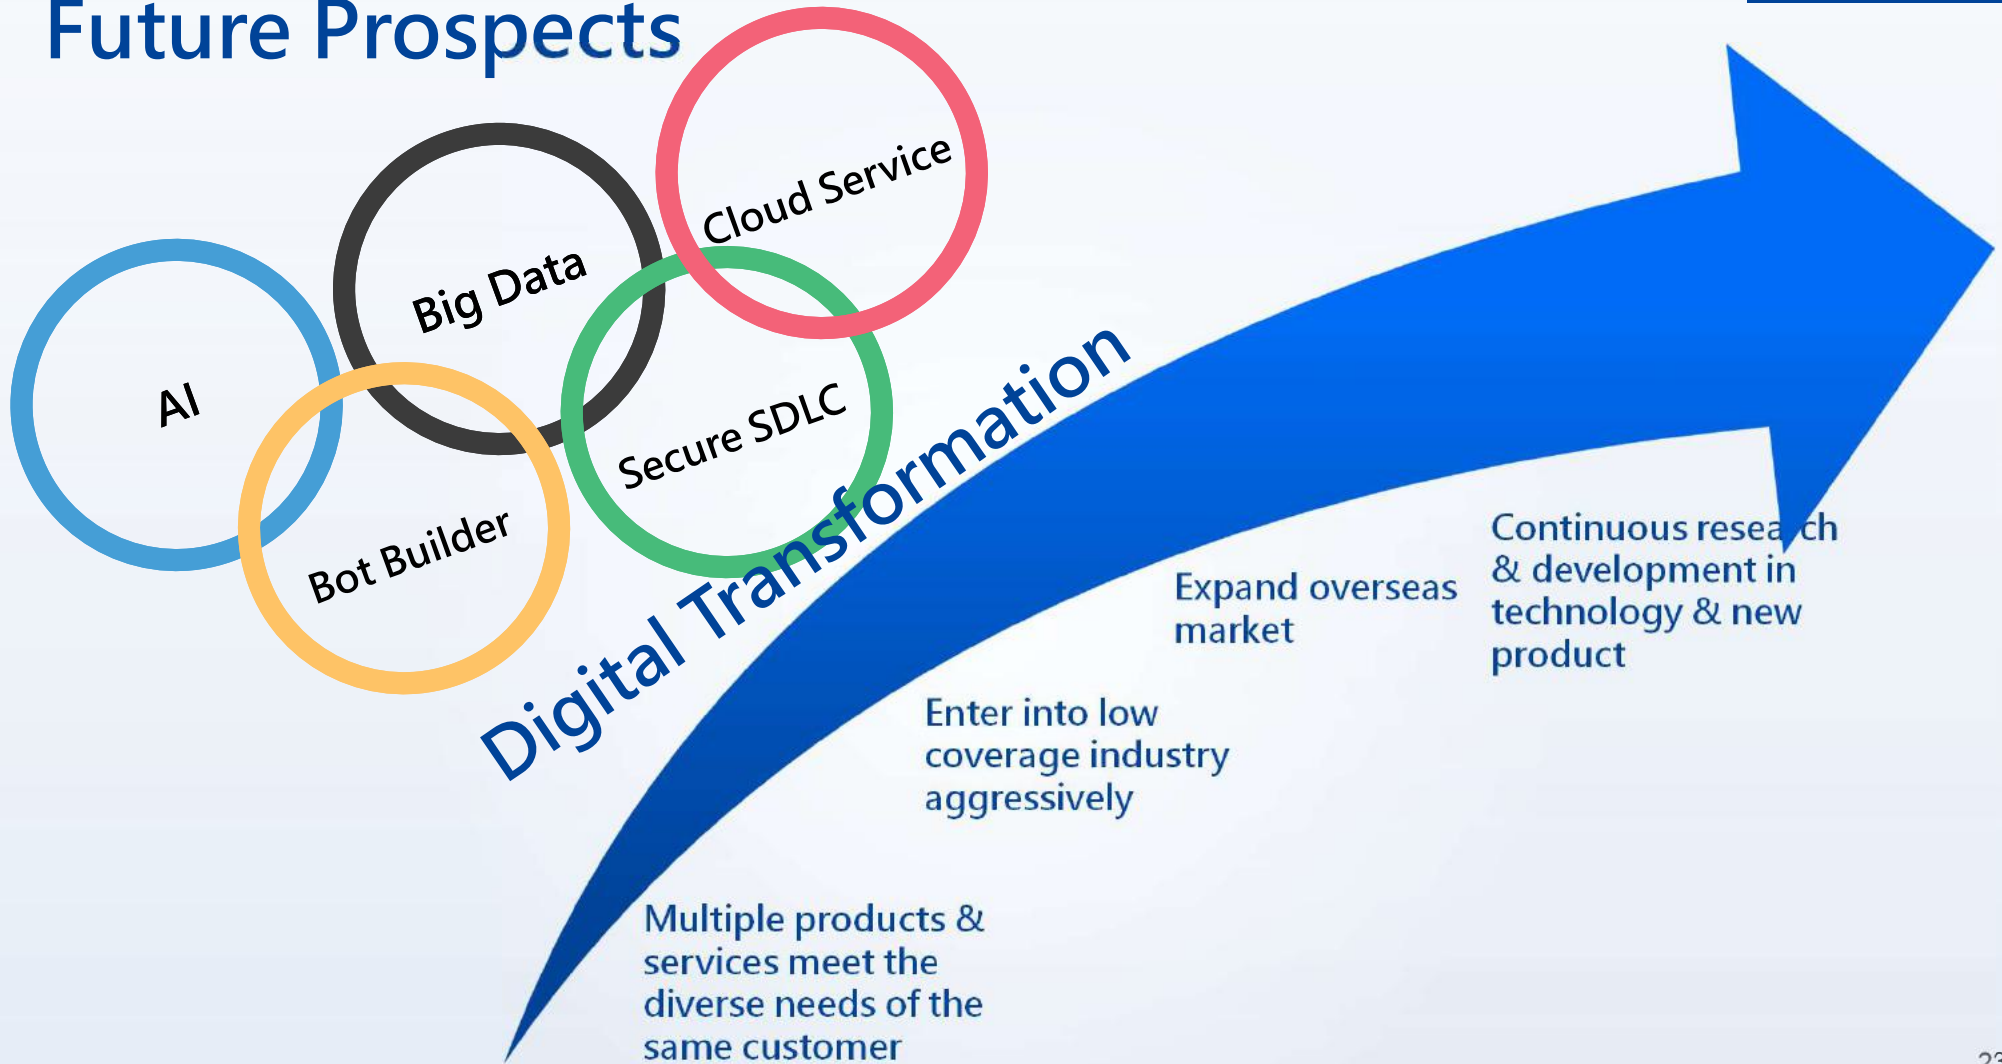 Future Prospects
Cloud Service
Big Data
AI
Secure SDLC
Bot Builder
Digital Transformation
Continuous research
& development in
technology & new
product
Expand overseas
market
Enter into low
coverage industry
aggressively
Multiple products &
services meet the
diverse needs of the
same customer
23